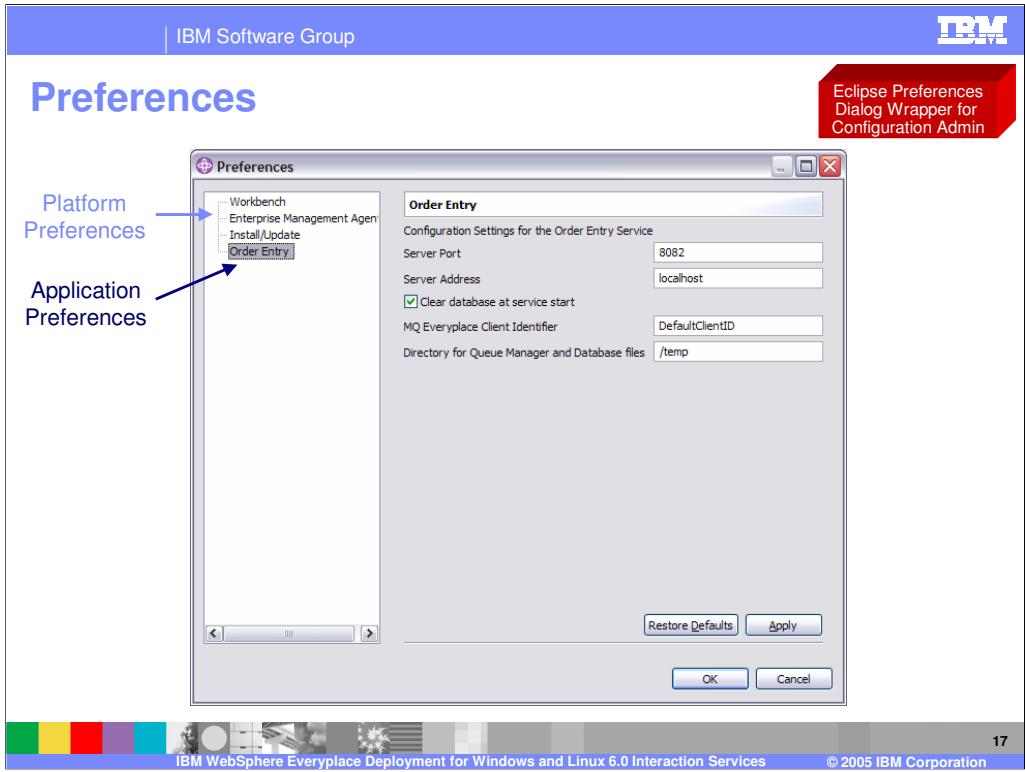 IBM Software Group
IBM
Preferences
Eclipse Preferences
Dialog Wrapper for
Configuration Admin
Preferences
Platform
Preferences
Application
Preferences
Workbench
Enterprise Management Agen
Install/Update
Order Entry
Order Entry
Configuration Settings for the Order Entry Service
Server Port 8082
Server Address localhost
Clear database at service start
MQ Everyplace Client Identifier DefaultClientID
Directory for Queue Manager and Database files /temp
Restore Defaults Apply
OK Cancel
17
IBM WebSphere Everyplace Deployment for Windows and Linux 6.0 Interaction Services © 2005 IBM Corporation